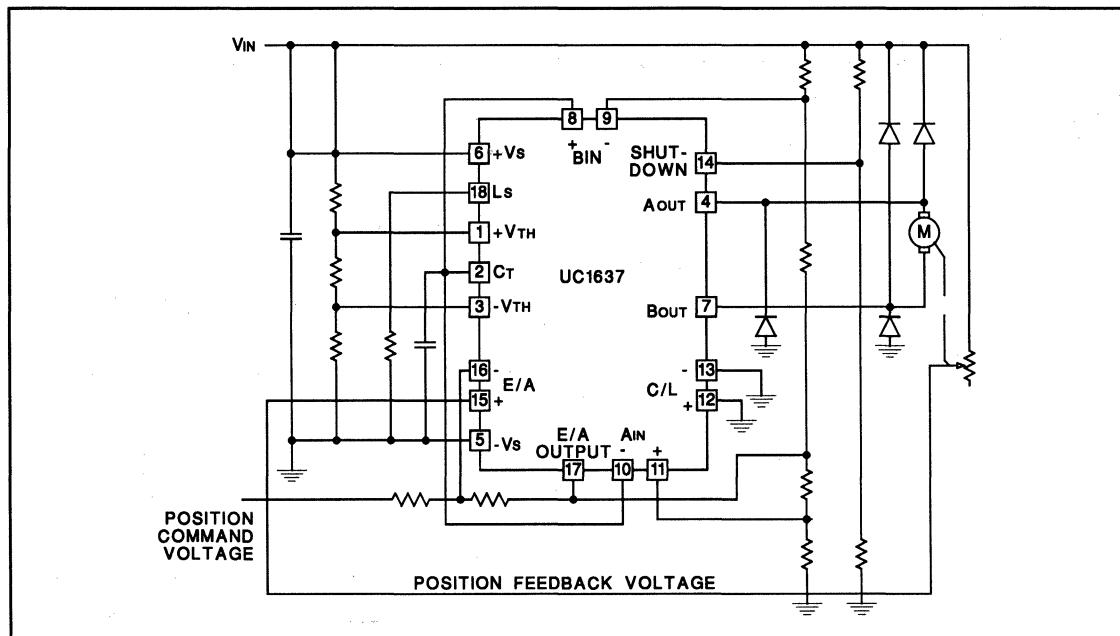 VIN
8
9
+ BIN -
6 +VS
SHUT-
DOWN 14
18 LS
AOUT 4
1 +VTH
M
2 CT
UC1637
3 -VTH
BOUT 7
16 -
E/A
15 +
- 13
C/L
+ 12
5 -VS
E/A
OUTPUT
AIN
- +
17
10
11
POSITION
COMMAND
VOLTAGE
POSITION FEEDBACK VOLTAGE